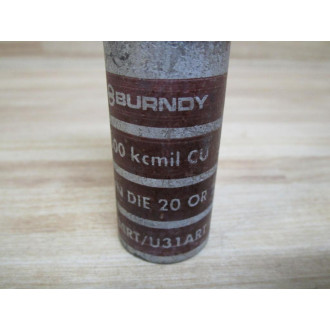 BURNDY
00 kcmil CU
DIE 20 OR
RT/U31ART